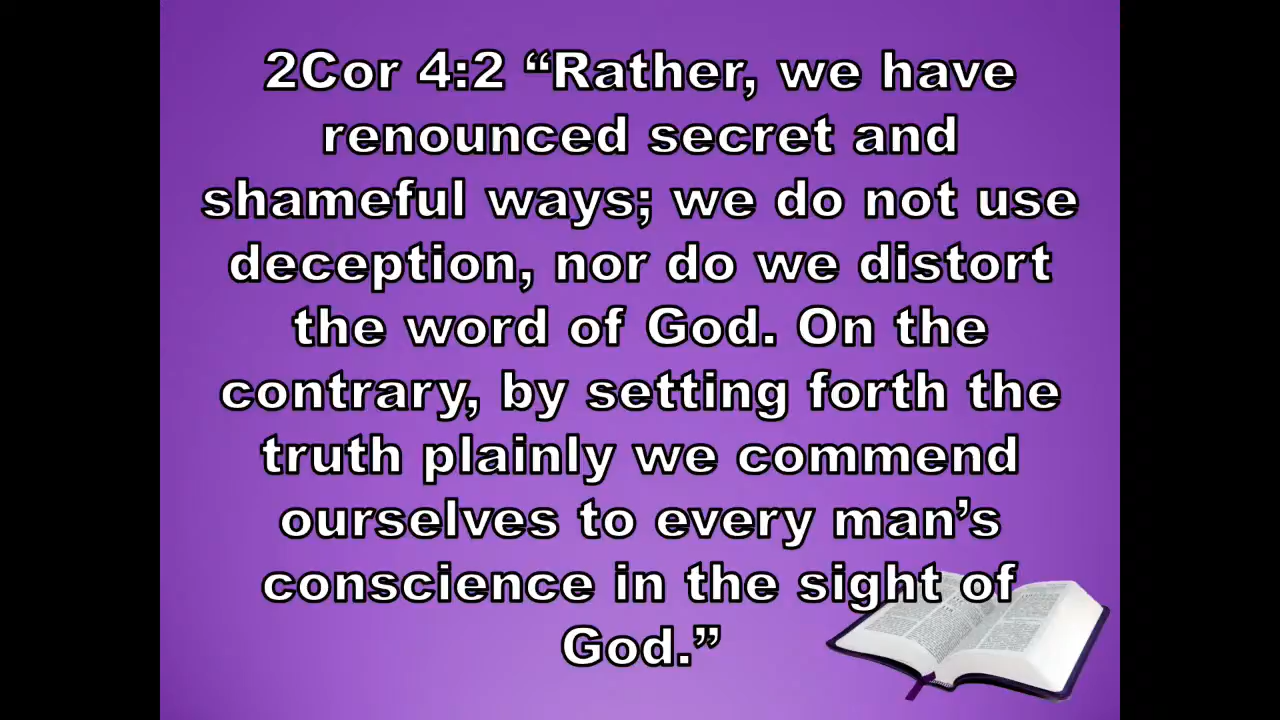 2Cor 4:2 “Rather, we have
renounced secret and
shameful ways; we do not use
deception, nor do we distort
the word of God. On the
contrary, by setting forth the
truth plainly we commend
ourselves to every man’s
conscience in the sight of
God.”